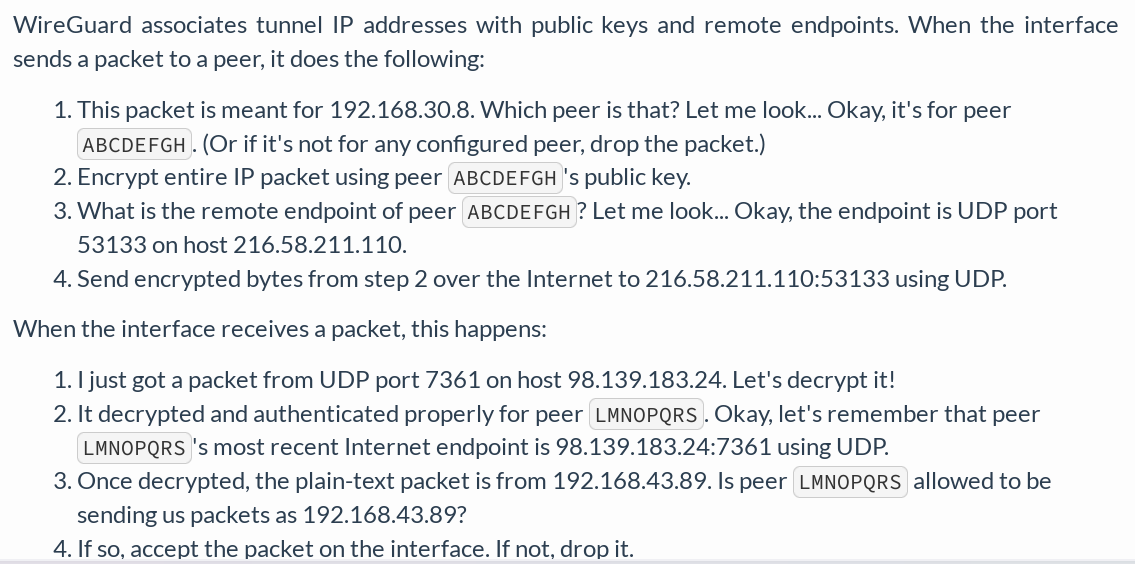 WireGuard associates tunnel IP addresses with public keys and remote endpoints. When the interface
sends a packet to a peer, it does the following:
1. This packet is meant for 192.168.30.8. Which peer is that? Let me look... Okay, it's for peer
ABCDEFGH. (Or if it's not for any configured peer, drop the packet.)
2. Encrypt entire IP packet using peer ABCDEFGH's public key.
3. What is the remote endpoint of peer ABCDEFGH? Let me look... Okay, the endpoint is UDP port
53133 on host 216.58.211.110.
4. Send encrypted bytes from step 2 over the Internet to 216.58.211.110:53133 using UDP.
When the interface receives a packet, this happens:
1. I just got a packet from UDP port 7361 on host 98.139.183.24. Let's decrypt it!
2. It decrypted and authenticated properly for peer LMNOPQRS. Okay, let's remember that peer
LMNOPQRS's most recent Internet endpoint is 98.139.183.24:7361 using UDP.
3. Once decrypted, the plain-text packet is from 192.168.43.89. Is peer LMNOPQRS allowed to be
sending us packets as 192.168.43.89?
4. If so, accept the packet on the interface. If not, drop it.